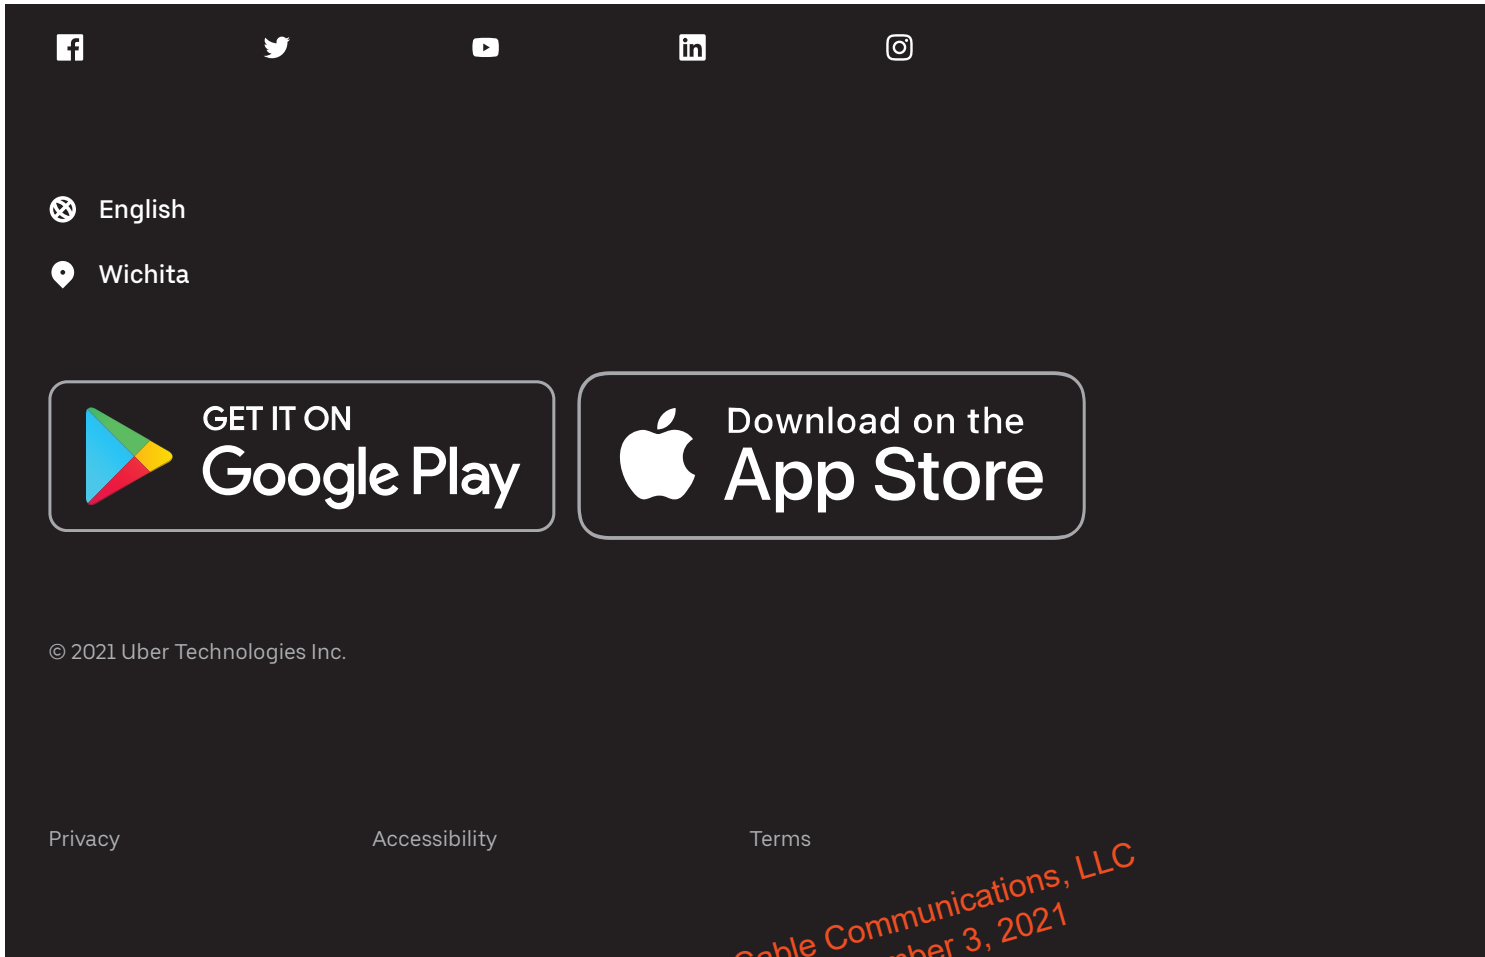 English
Wichita
GET IT ON
Google Play
Download on the
App Store
© 2021 Uber Technologies Inc.
Privacy Accessibility Terms
Cable Communications, LLC
3, 2021